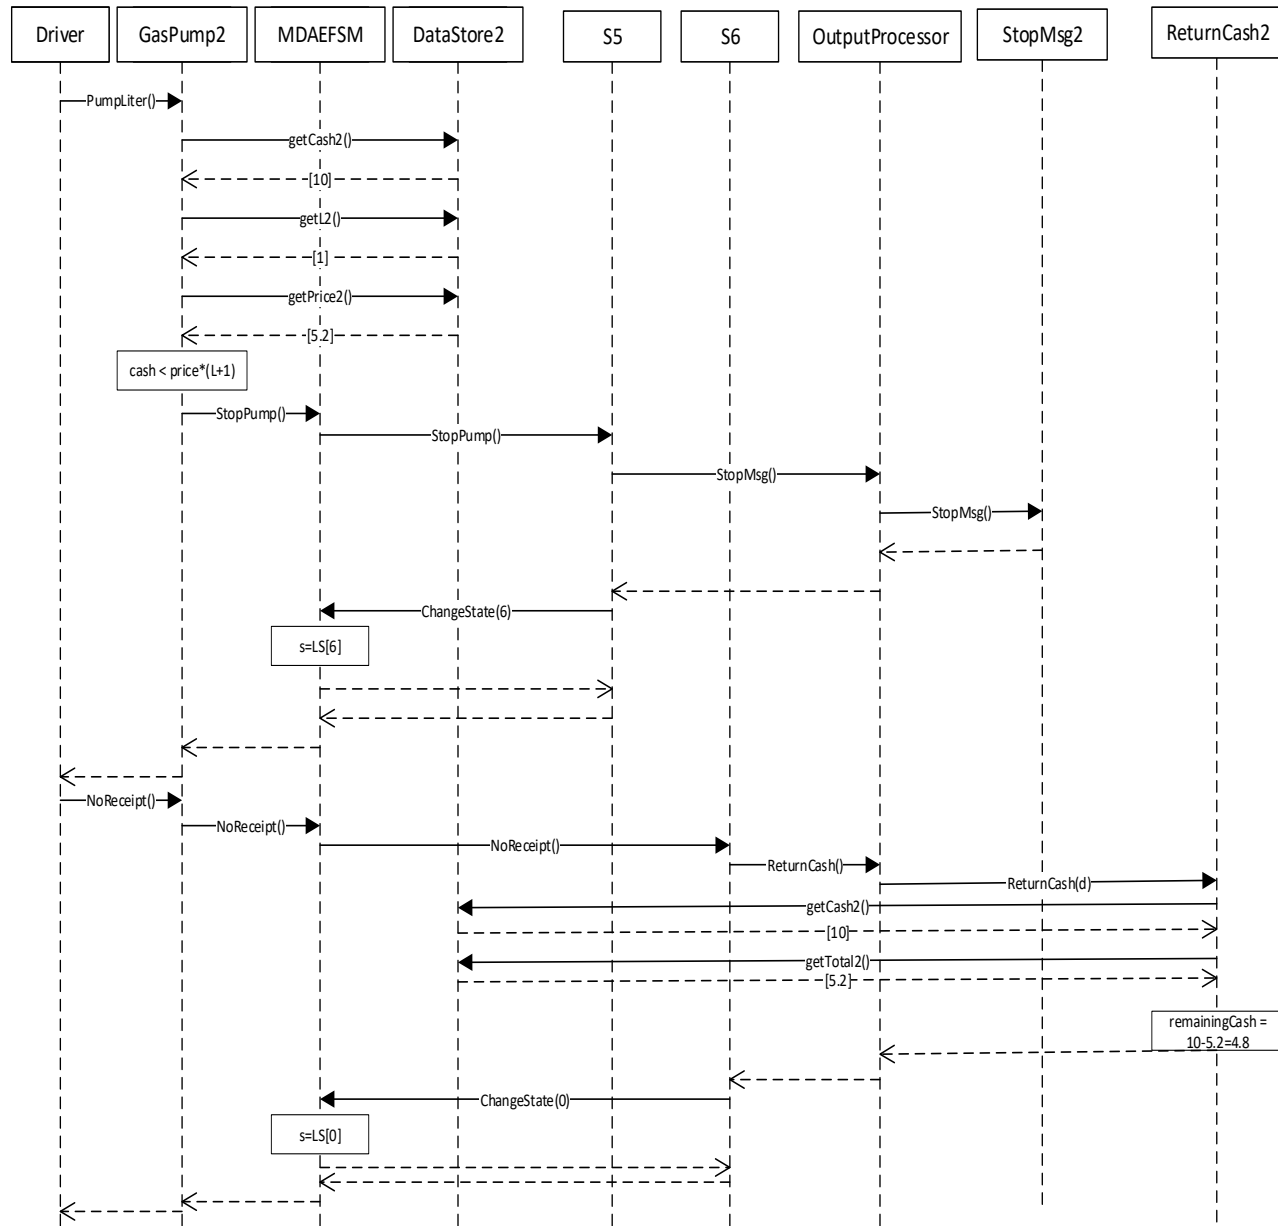 Driver
GasPump2
MDAEFSM
DataStore2
S5
S6
OutputProcessor
StopMsg2
ReturnCash2
PumpLiter()
getCash2()
[10]
getL2()
[1]
getPrice2()
[5.2]
cash < price*(L+1)
StopPump()
StopPump()
StopMsg()
StopMsg()
ChangeState(6)
s=LS[6]
NoReceipt()
NoReceipt()
NoReceipt()
ReturnCash()
ReturnCash(d)
getCash2()
[10]
getTotal2()
[5.2]
remainingCash =
10-5.2=4.8
ChangeState(0)
s=LS[0]